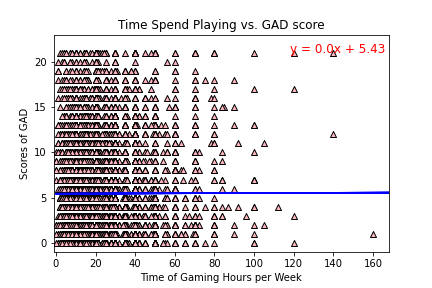 Time Spend Playing vs. GAD score
y = 0.0x + 5.43
Scores of GAD
20
15
10
5
0
0 20 40 60 80 100 120 140 160
Time of Gaming Hours per Week